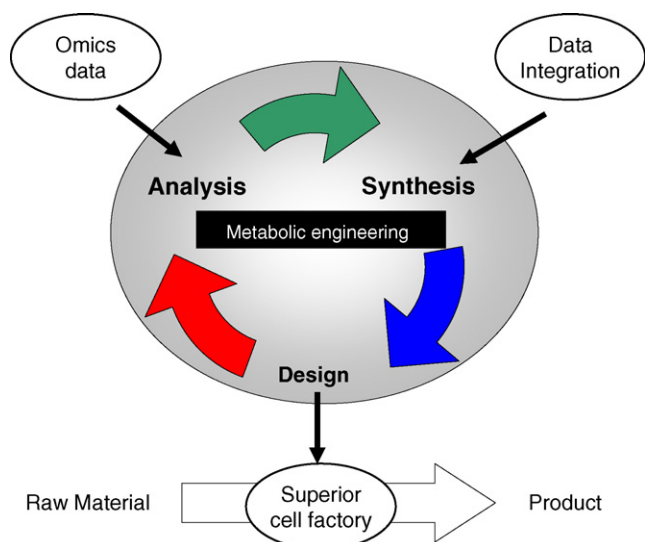 Omics
data
Data
Integration
Analysis
Synthesis
Metabolic engineering
Design
Raw Material
Superior
cell factory
Product